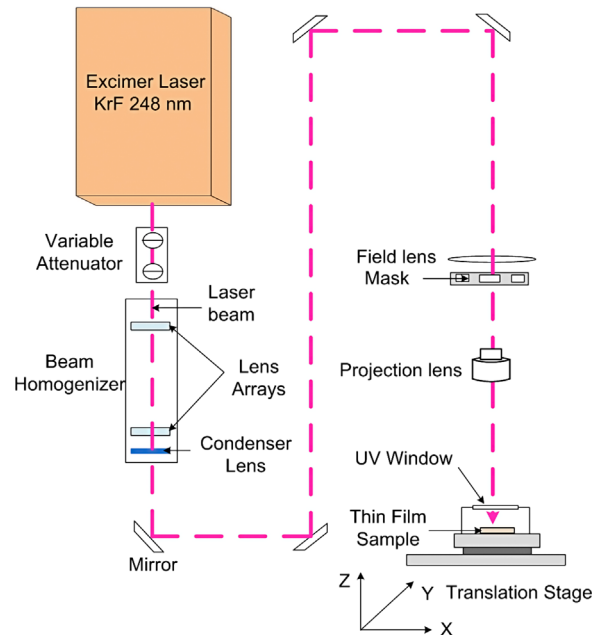 Excimer Laser
KrF 248 nm
Variable
Attenuator
Laser
beam
Beam
Homogenizer
Lens
Arrays
Condenser
Lens
Mirror
Field lens
Mask
Projection lens
UV Window
Thin Film
Sample
Z
Y
X
Translation Stage